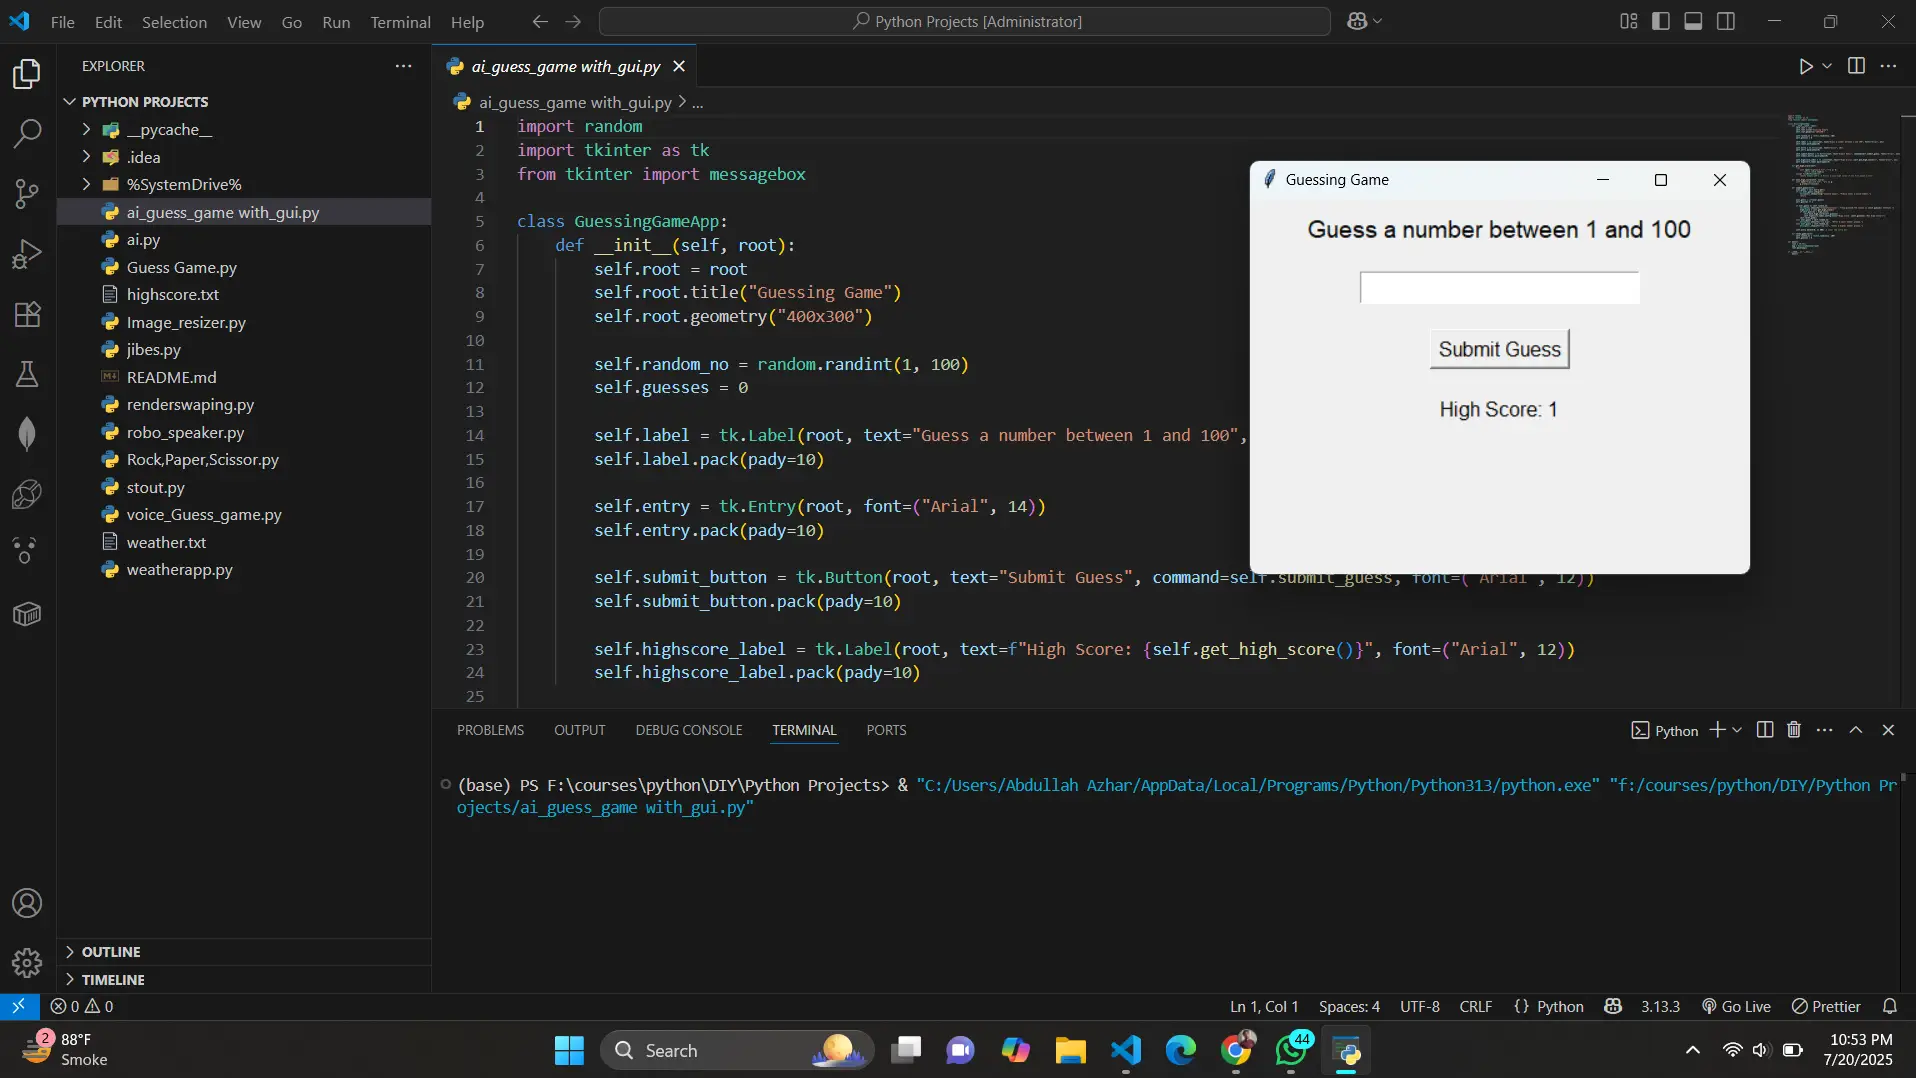 File Edit Selection View Go Run Terminal Help
Python Projects [Administrator]
EXPLORER
PYTHON PROJECTS
__pycache__
.idea
%SystemDrive%
ai_guess_game with_gui.py
ai.py
Guess Game.py
highscore.txt
Image_resizer.py
jibes.py
README.md
renderswaping.py
robo_speaker.py
Rock,Paper,Scissor.py
stout.py
voice_Guess_game.py
weather.txt
weatherapp.py
OUTLINE
TIMELINE
ai_guess_game with_gui.py
ai_guess_game with_gui.py > ...
1 import random
2 import tkinter as tk
3 from tkinter import messagebox
4
5 class GuessingGameApp:
6 def __init__(self, root):
7 self.root = root
8 self.root.title("Guessing Game")
9 self.root.geometry("400x300")
10
11 self.random_no = random.randint(1, 100)
12 self.guesses = 0
13
14 self.label = tk.Label(root, text="Guess a number between 1 and 100",
15 self.label.pack(pady=10)
16
17 self.entry = tk.Entry(root, font=("Arial", 14))
18 self.entry.pack(pady=10)
19
20 self.submit_button = tk.Button(root, text="Submit Guess", command=self.submit_guess, font=("Arial", 12))
21 self.submit_button.pack(pady=10)
22
23 self.highscore_label = tk.Label(root, text=f"High Score: {self.get_high_score()}", font=("Arial", 12))
24 self.highscore_label.pack(pady=10)
25
Guessing Game
Guess a number between 1 and 100
Submit Guess
High Score: 1
PROBLEMS OUTPUT DEBUG CONSOLE TERMINAL PORTS
Python
(base) PS F:\courses\python\DIY\Python Projects> & "C:/Users/Abdullah Azhar/AppData/Local/Programs/Python/Python313/python.exe" "f:/courses/python/DIY/Python Pr
ojects/ai_guess_game with_gui.py"
0 0
Ln 1, Col 1 Spaces: 4 UTF-8 CRLF {} Python 3.13.3 Go Live Prettier
2
88°F
Smoke
Search
44
10:53 PM
7/20/2025